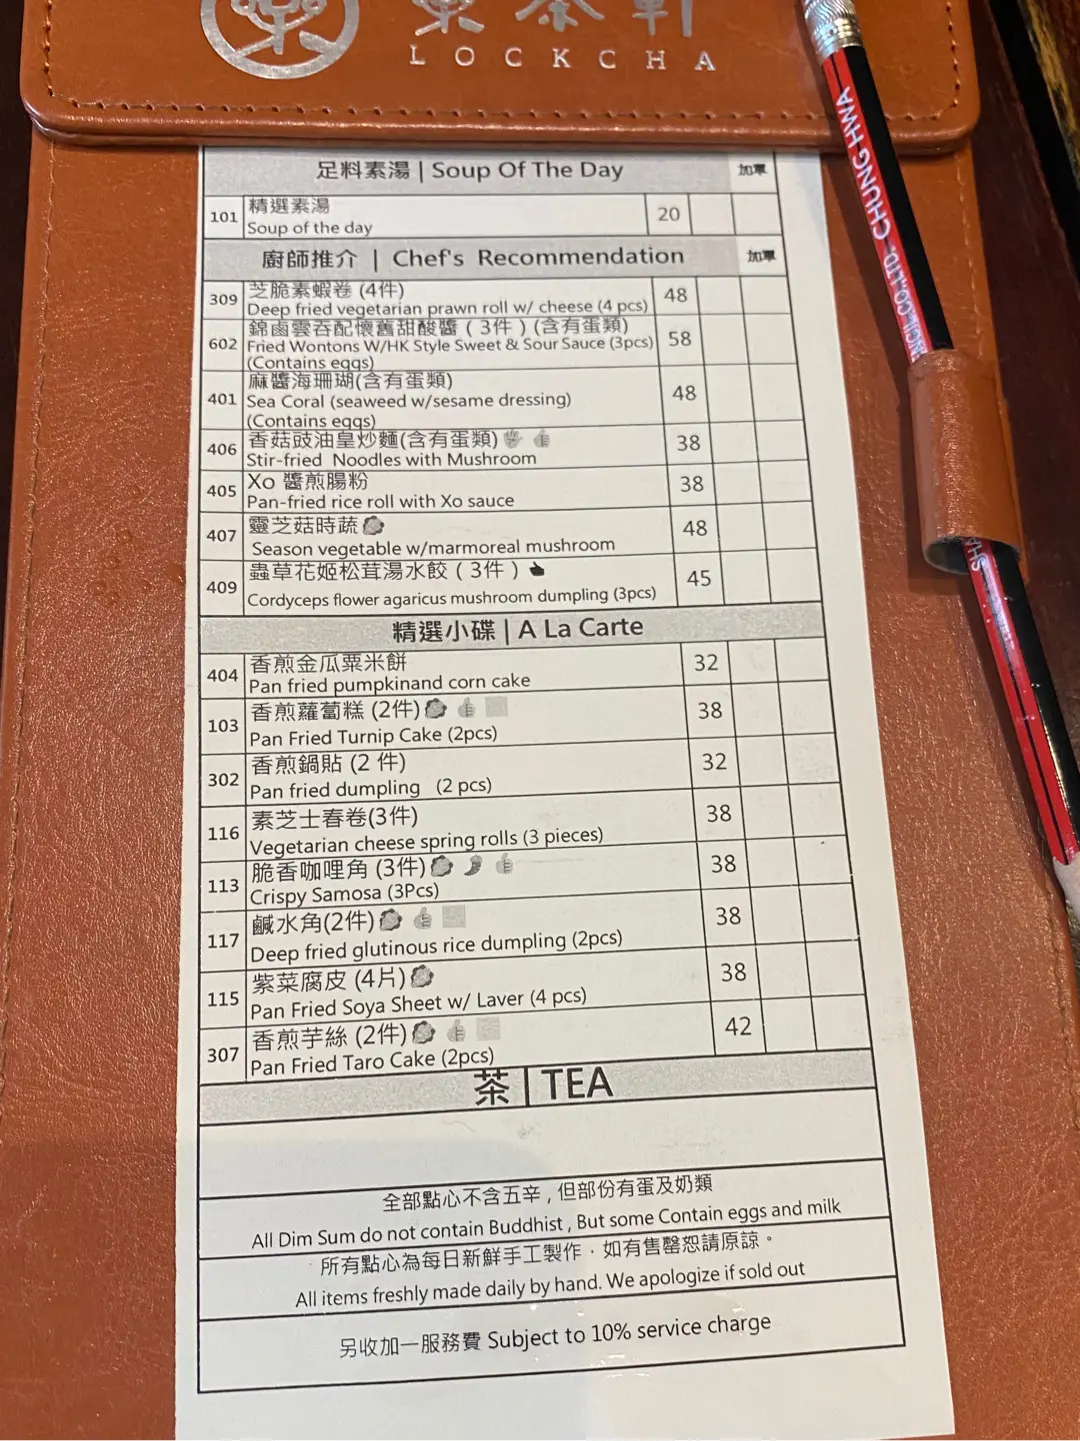 樂茶軒
LOCKCHA
足料素湯 | Soup Of The Day 加單
101 精選素湯 20
Soup of the day
廚師推介 | Chef's Recommendation 加單
309 芝脆素蝦卷 (4件) 48
Deep fried vegetarian prawn roll w/ cheese (4 pcs)
602 錦鹵雲吞配懷舊甜酸醬 ( 3件 ) (含有蛋類) 58
Fried Wontons W/HK Style Sweet & Sour Sauce (3pcs)
(Contains eggs)
401 麻醬海珊瑚(含有蛋類) 48
Sea Coral (seaweed w/sesame dressing)
(Contains eggs)
406 香菇豉油皇炒麵(含有蛋類) 38
Stir-fried Noodles with Mushroom
405 Xo 醬煎腸粉 38
Pan-fried rice roll with Xo sauce
407 靈芝菇時蔬 48
Season vegetable w/marmoreal mushroom
409 蟲草花姬松茸湯水餃 ( 3件 ) 45
Cordyceps flower agaricus mushroom dumpling (3pcs)
精選小碟 | A La Carte
404 香煎金瓜粟米餅 32
Pan fried pumpkinand corn cake
103 香煎蘿蔔糕 (2件) 38
Pan Fried Turnip Cake (2pcs)
302 香煎鍋貼 (2 件) 32
Pan fried dumpling (2 pcs)
116 素芝士春卷(3件) 38
Vegetarian cheese spring rolls (3 pieces)
113 脆香咖哩角 (3件) 38
Crispy Samosa (3Pcs)
117 鹹水角(2件) 38
Deep fried glutinous rice dumpling (2pcs)
115 紫菜腐皮 (4片) 38
Pan Fried Soya Sheet w/ Laver (4 pcs)
307 香煎芋絲 (2件) 42
Pan Fried Taro Cake (2pcs)
茶 | TEA
全部點心不含五辛 , 但部份有蛋及奶類
All Dim Sum do not contain Buddhist , But some Contain eggs and milk
所有點心為每日新鮮手工製作 · 如有售罄恕請原諒。
All items freshly made daily by hand. We apologize if sold out
另收加一服務費 Subject to 10% service charge
CHUNG HWA
CO.LTD.